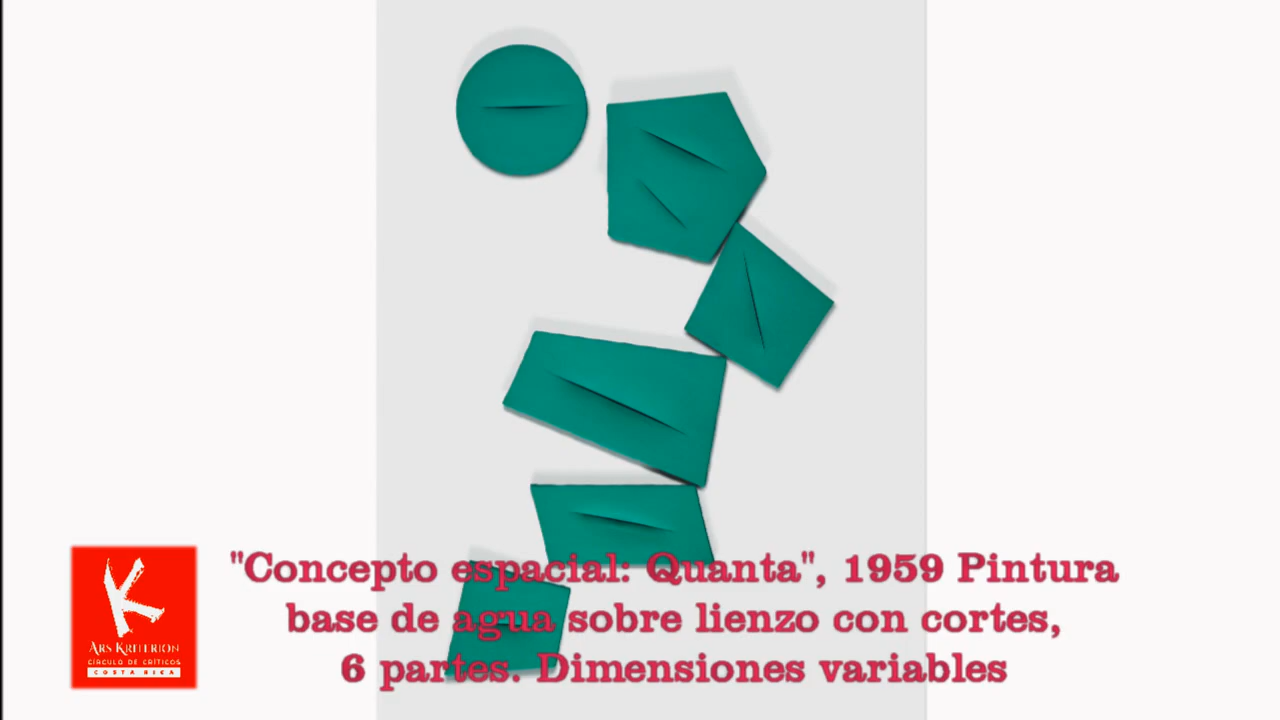 "Concepto espacial: Quanta", 1959 Pintura
base de agua sobre lienzo con cortes,
6 partes. Dimensiones variables
K
ARS KRITERION
CÍRCULO DE CRÍTICOS
COSTA RICA